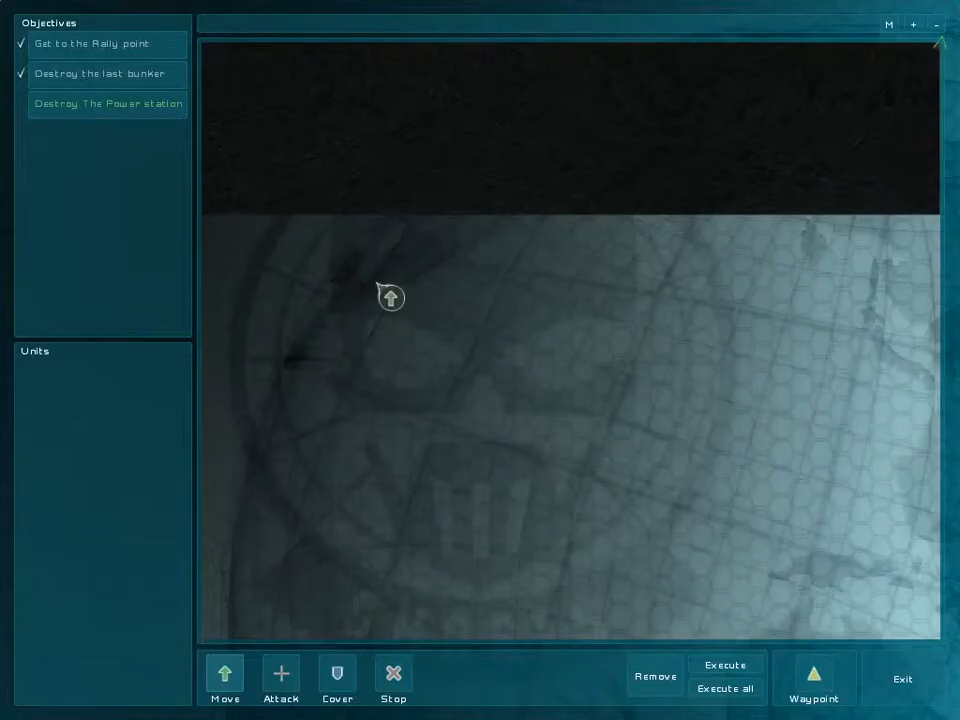 Objectives
M + -
Get to the Rally point
Destroy the last bunker
Destroy The Power station
Units
Move
Attack
Cover
Stop
Remove
Execute
Execute all
Waypoint
Exit